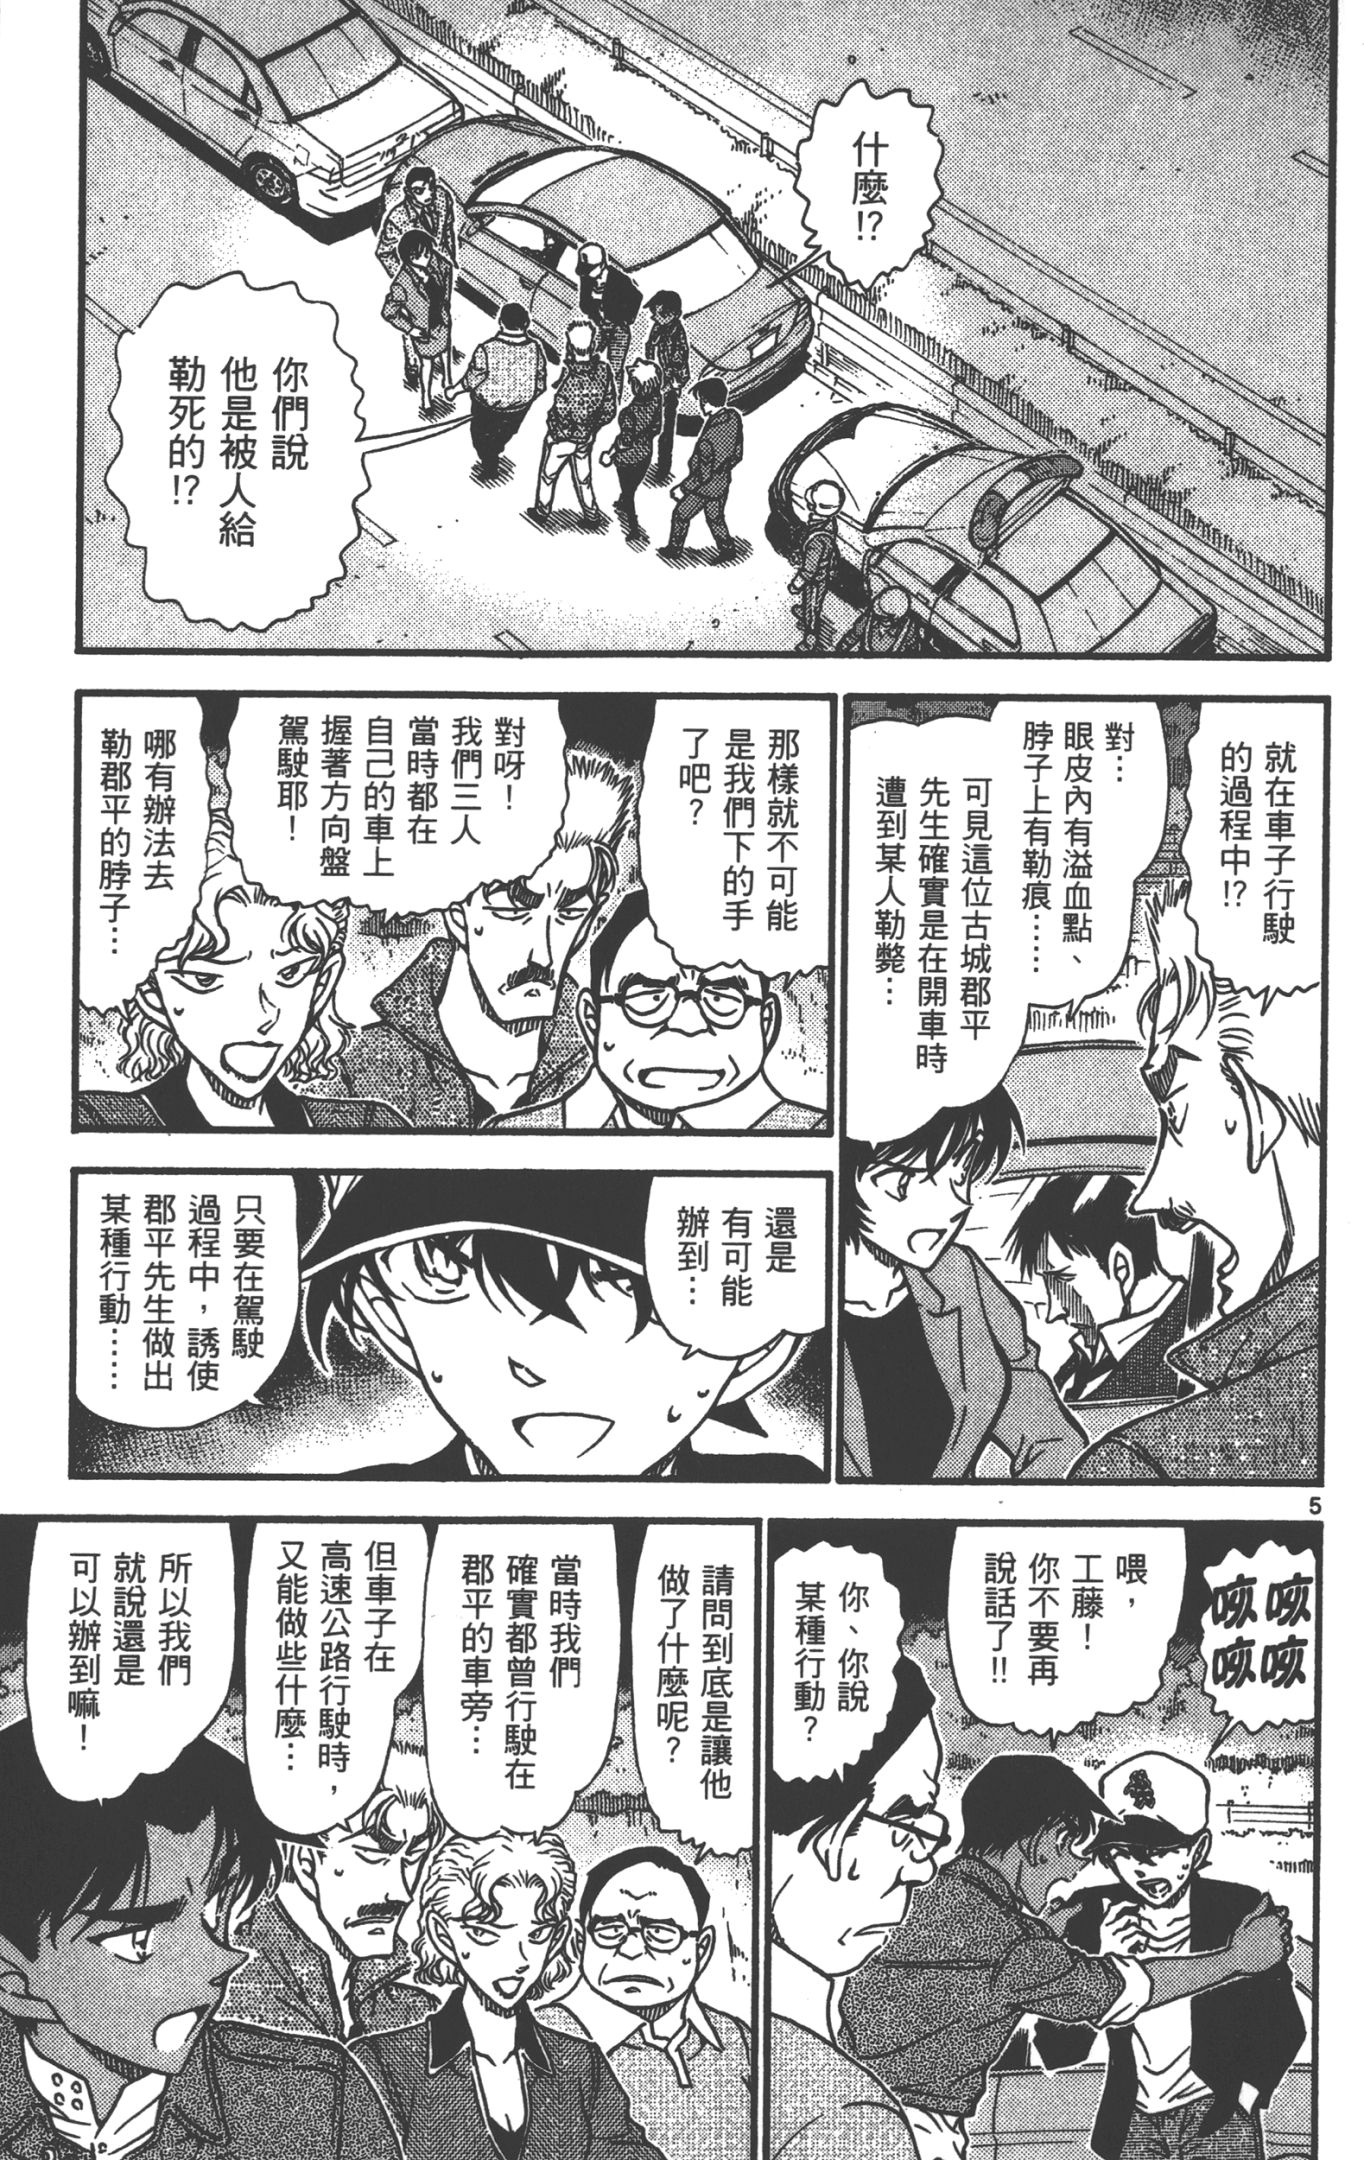 什麼!?
你們說
他是被人給
勒死的!?
就在車子行駛
的過程中!?
對…
眼皮內有溢血點、
脖子上有勒痕……
可見這位古城郡平
先生確實是在開車時
遭到某人勒斃…
那樣就不可能
是我們下的手
了吧?
對呀!
我們三人
當時都在
自己的車上
握著方向盤
駕駛耶!
哪有辦法去
勒郡平的脖子…
還是
有可能
辦到…
只要在駕駛
過程中,誘使
郡平先生做出
某種行動……
5
咳咳
咳咳
喂,
工藤!
你不要再
說話了!!
你、你說
某種行動?
請問到底是讓他
做了什麼呢?
當時我們
確實都曾行駛在
郡平的車旁…
但車子在
高速公路行駛時,
又能做些什麼…
所以我們
就說還是
可以辦到嘛!